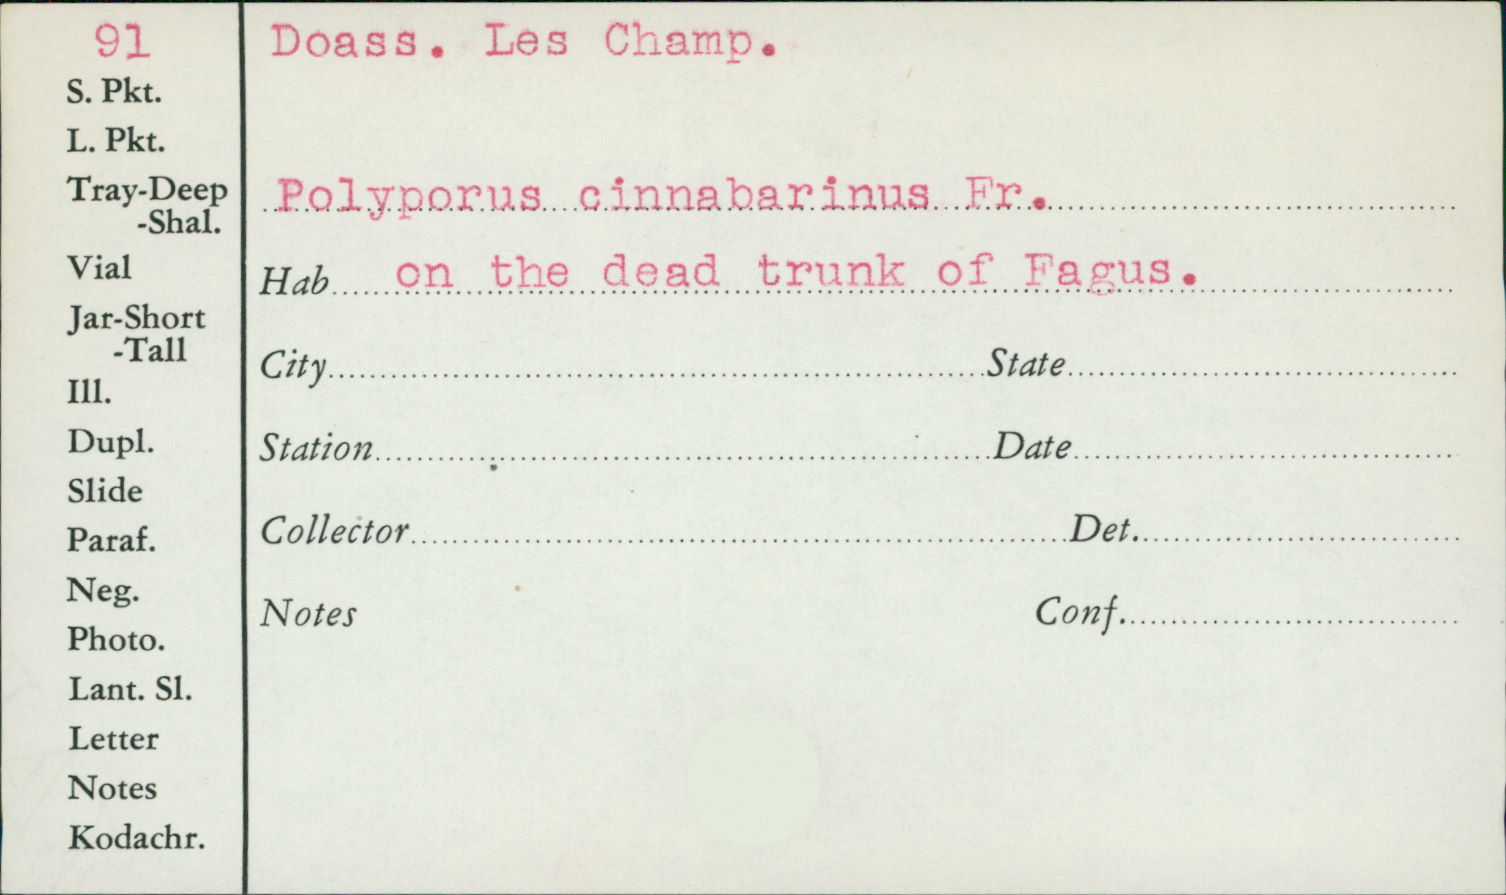 91
S. Pkt.
L. Pkt.
Tray-Deep
-Shal.
Vial
Jar-Short
-Tall
Ill.
Dupl.
Slide
Paraf.
Neg.
Photo.
Lant. Sl.
Letter
Notes
Kodachr.
Doass. Les Champ.
Polyporus cinnabarinus Fr.
Hab on the dead trunk of Fagus.
City State
Station Date
Collector Det.
Notes Conf.